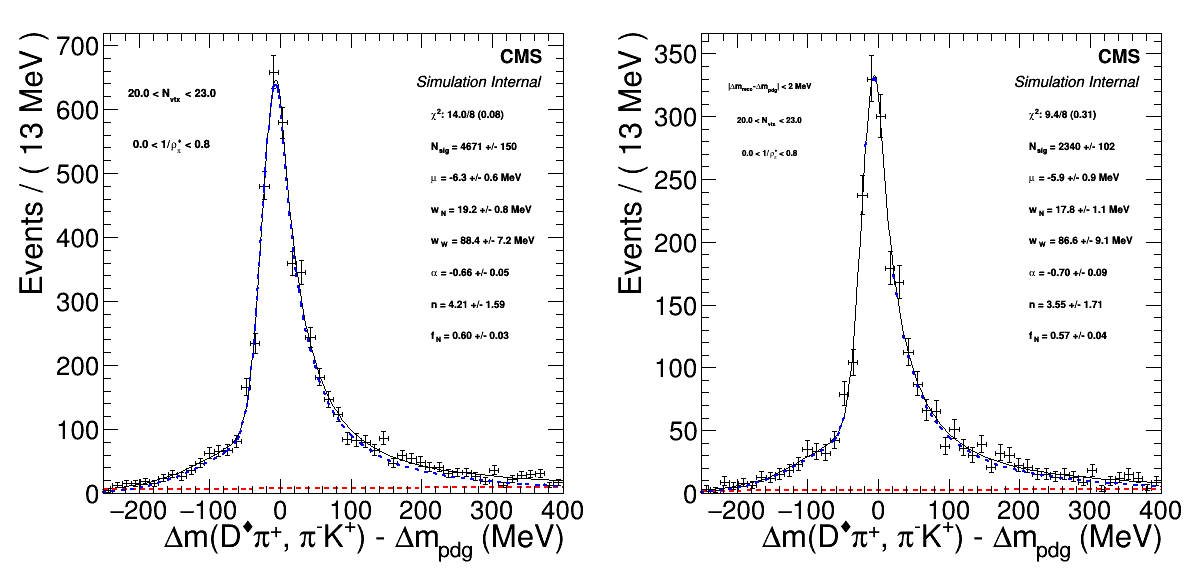 CMS
Simulation Internal
20.0 < N_vtx < 23.0
0.0 < 1/ρ_π^♦ < 0.8
χ²: 14.0/8 (0.08)
N_sig = 4671 +/- 150
μ = -6.3 +/- 0.6 MeV
w_N = 19.2 +/- 0.8 MeV
w_W = 88.4 +/- 7.2 MeV
α = -0.66 +/- 0.05
n = 4.21 +/- 1.59
f_N = 0.60 +/- 0.03
Events / ( 13 MeV )
700
600
500
400
300
200
100
0
−200 −100 0 100 200 300 400
Δm(D♦π⁺, π⁻K⁺) - Δm_pdg (MeV)
CMS
Simulation Internal
|Δm_reco-Δm_pdg| < 2 MeV
20.0 < N_vtx < 23.0
0.0 < 1/ρ_π^♦ < 0.8
χ²: 9.4/8 (0.31)
N_sig = 2340 +/- 102
μ = -5.9 +/- 0.9 MeV
w_N = 17.8 +/- 1.1 MeV
w_W = 86.6 +/- 9.1 MeV
α = -0.70 +/- 0.09
n = 3.55 +/- 1.71
f_N = 0.57 +/- 0.04
Events / ( 13 MeV )
350
300
250
200
150
100
50
0
−200 −100 0 100 200 300 400
Δm(D♦π⁺, π⁻K⁺) - Δm_pdg (MeV)